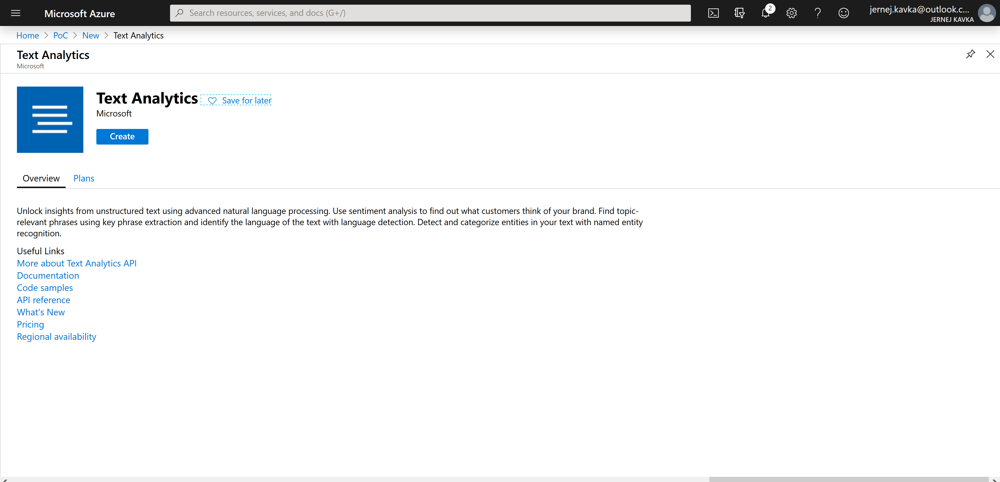 Microsoft Azure
Search resources, services, and docs (G+/)
2
jernej.kavka@outlook.c...
JERNEJ KAVKA
Home > PoC > New > Text Analytics
Text Analytics
Microsoft
Text Analytics
Save for later
Microsoft
Create
Overview
Plans
Unlock insights from unstructured text using advanced natural language processing. Use sentiment analysis to find out what customers think of your brand. Find topic-
relevant phrases using key phrase extraction and identify the language of the text with language detection. Detect and categorize entities in your text with named entity
recognition.
Useful Links
More about Text Analytics API
Documentation
Code samples
API reference
What's New
Pricing
Regional availability